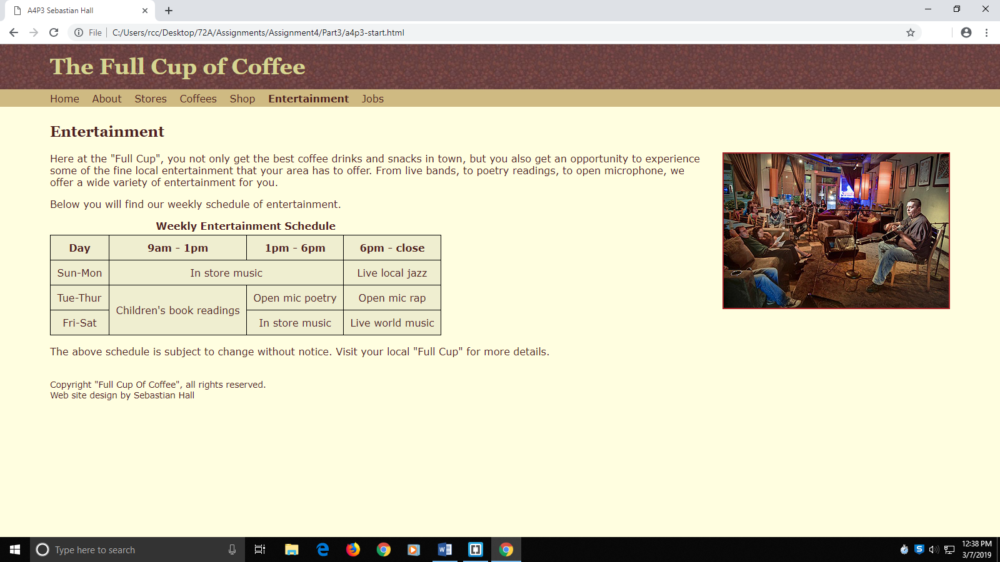 A4P3 Sebastian Hall
File C:/Users/rcc/Desktop/72A/Assignments/Assignment4/Part3/a4p3-start.html
The Full Cup of Coffee
Home About Stores Coffees Shop Entertainment Jobs
Entertainment
Here at the "Full Cup", you not only get the best coffee drinks and snacks in town, but you also get an opportunity to experience
some of the fine local entertainment that your area has to offer. From live bands, to poetry readings, to open microphone, we
offer a wide variety of entertainment for you.
Below you will find our weekly schedule of entertainment.
Weekly Entertainment Schedule
Day 9am - 1pm 1pm - 6pm 6pm - close
Sun-Mon In store music Live local jazz
Tue-Thur Children's book readings Open mic poetry Open mic rap
Fri-Sat In store music Live world music
The above schedule is subject to change without notice. Visit your local "Full Cup" for more details.
Copyright "Full Cup Of Coffee", all rights reserved.
Web site design by Sebastian Hall
Type here to search
12:38 PM
3/7/2019